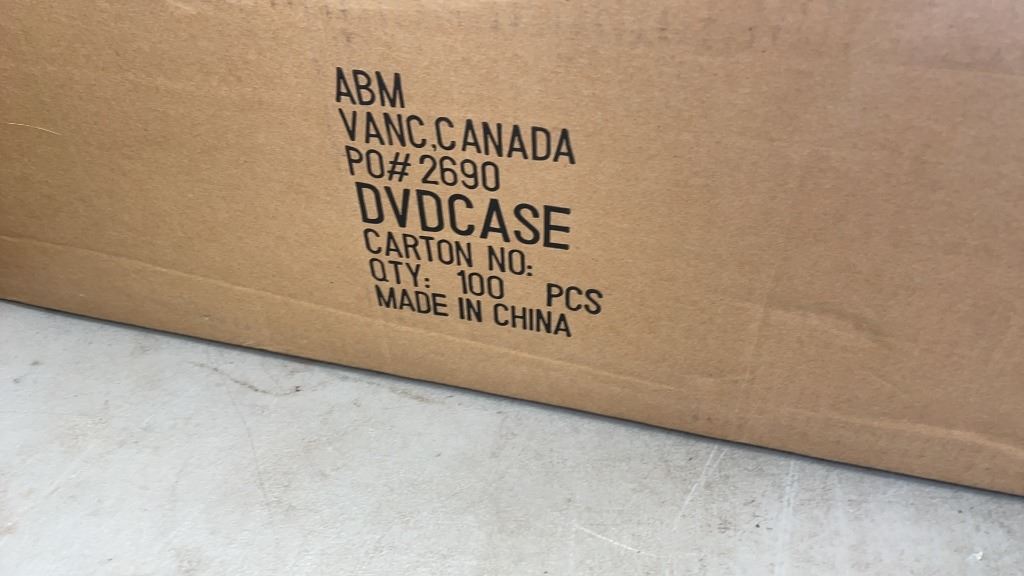 ABM
VANC,CANADA
PO# 2690
DVDCASE
CARTON NO:
QTY: 100 PCS
MADE IN CHINA